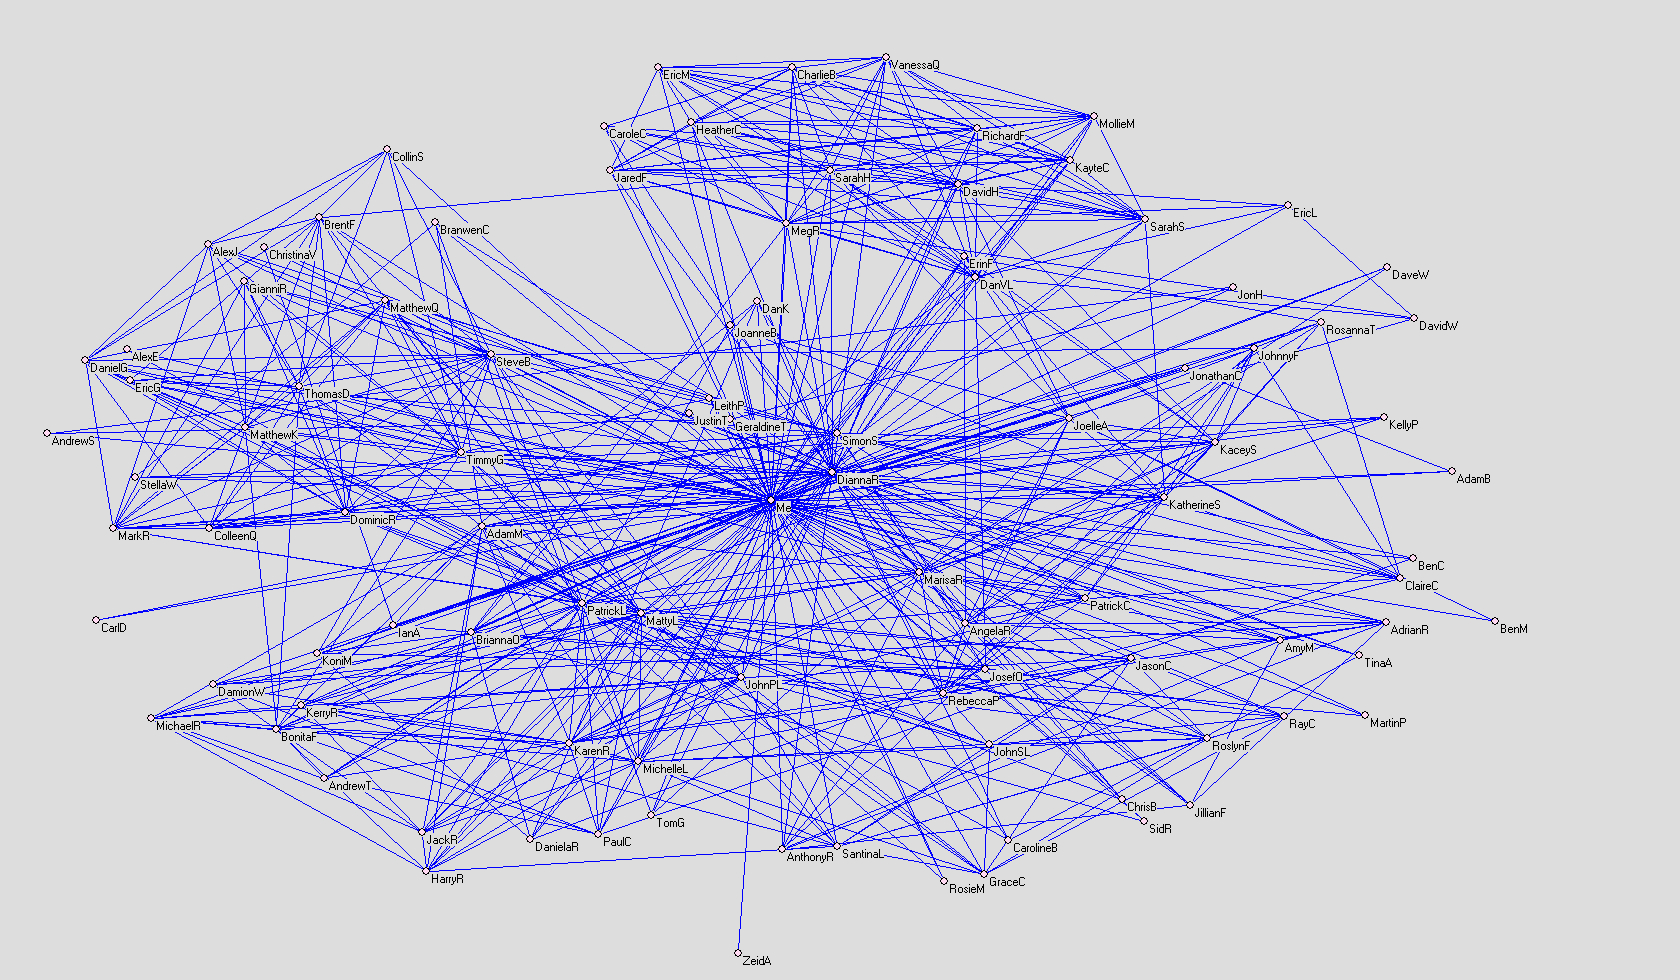 VanessaQ
EricM
CharlieB
MollieM
CaroleC
HeatherC
RichardF
CollinS
KayteC
JaredF
SarahH
DavidH
EricL
BrentF
BranwenC
MegR
SarahS
AlexJ
ChristinaV
ErinF
DaveW
GianniR
DanVL
JonH
MatthewQ
DanK
DavidW
JoanneB
RosannaT
AlexE
SteveB
JohnnyF
DanielG
EricG
ThomasD
JonathanC
LeithP
JustinT
GeraldineT
JoelleA
KellyP
AndrewS
MatthewK
SimonS
KaceyS
TimmyG
StellaW
DiannaR
AdamB
Me
KatherineS
DominicR
MarkR
ColleenQ
AdamM
BenC
MarisaR
ClaireC
PatrickL
PatrickC
CarlD
IanA
BriannaO
MattyL
AngelaR
AdrianR
BenM
KoniM
AmyM
JasonC
TinaA
JosefO
DamionW
JohnPL
RebeccaP
MichaelR
KerryR
RayC
MartinP
BonitaF
KarenR
JohnSL
RoslynF
MichelleL
AndrewT
ChrisB
JillianF
TomG
SidR
JackR
DanielaR
PaulC
AnthonyR
SantinaL
CarolineB
HarryR
RosieM
GraceC
ZeidA